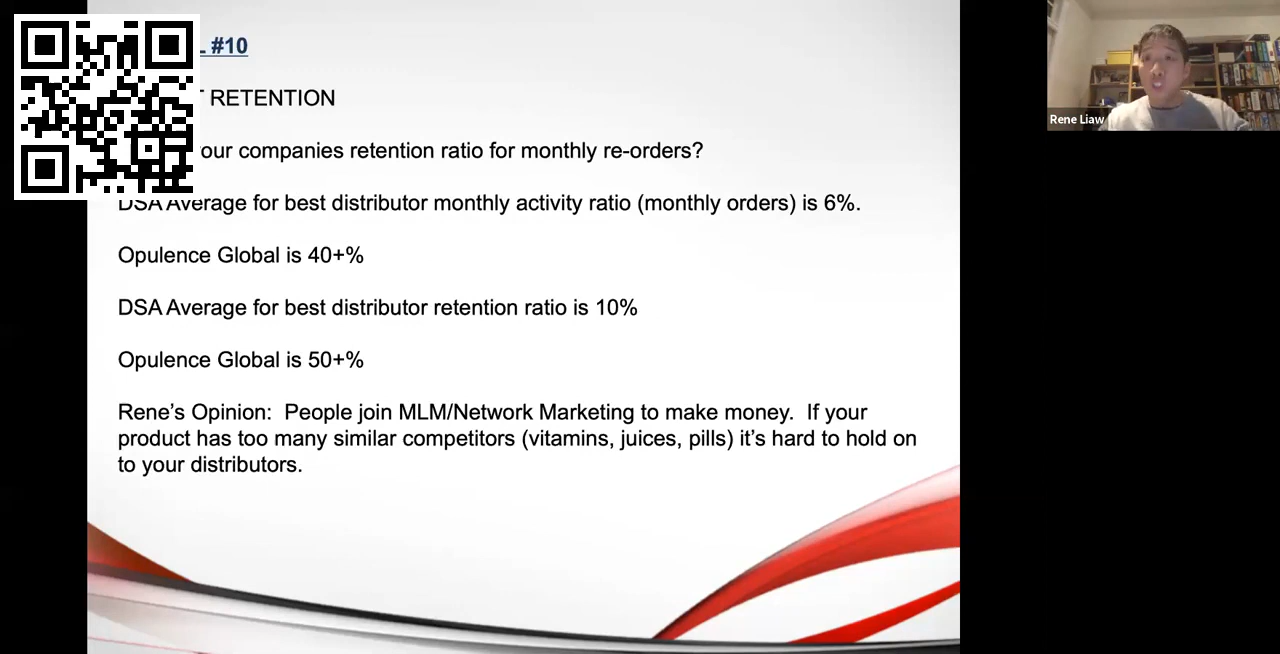 #10
RETENTION
our companies retention ratio for monthly re-orders?
DSA Average for best distributor monthly activity ratio (monthly orders) is 6%.
Opulence Global is 40+%
DSA Average for best distributor retention ratio is 10%
Opulence Global is 50+%
Rene’s Opinion:  People join MLM/Network Marketing to make money.  If your
product has too many similar competitors (vitamins, juices, pills) it’s hard to hold on
to your distributors.
Rene Liaw